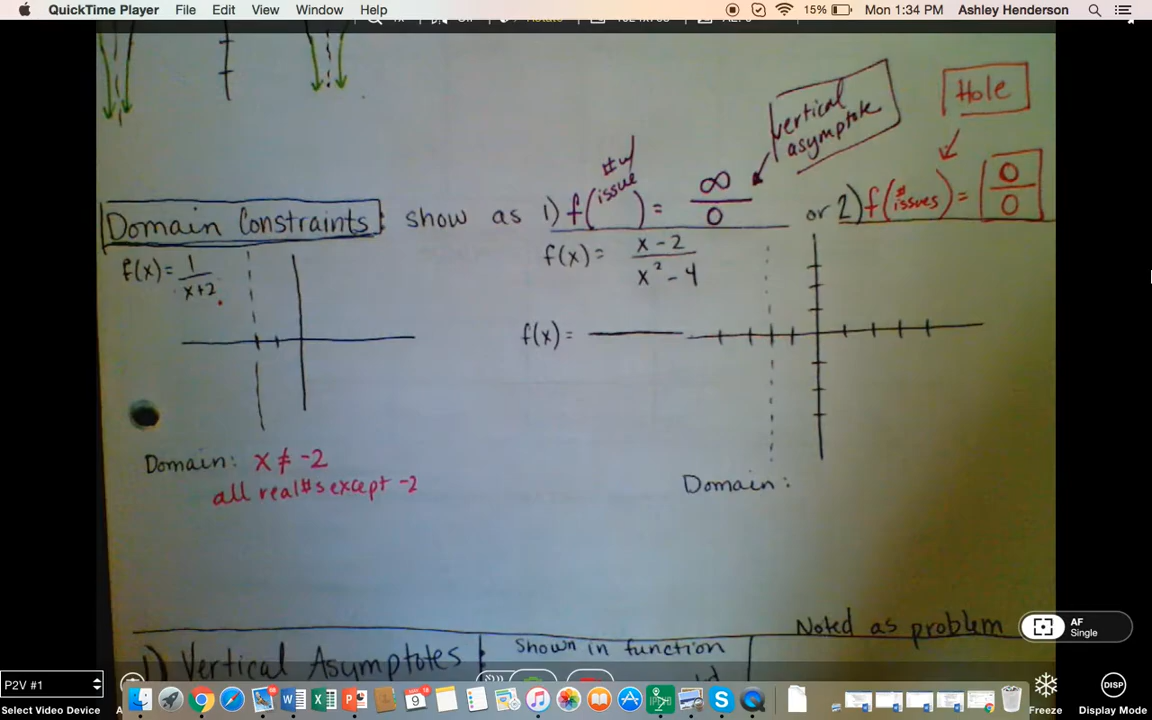 QuickTime Player File Edit View Window Help 15% Mon 1:34 PM Ashley Henderson
Hole
vertical
asymptote
# w/
issue
Domain Constraints show as 1) f( ) = ∞/0 or 2) f(# issues) = 0/0
f(x) = 1/x+2
f(x) = x-2/x²-4
f(x) =
Domain: x ≠ -2
all real #s except -2
Domain:
Noted as problem
1) Vertical Asymptotes
Shown in function
AF
Single
P2V #1
Select Video Device
Freeze
DISP
Display Mode